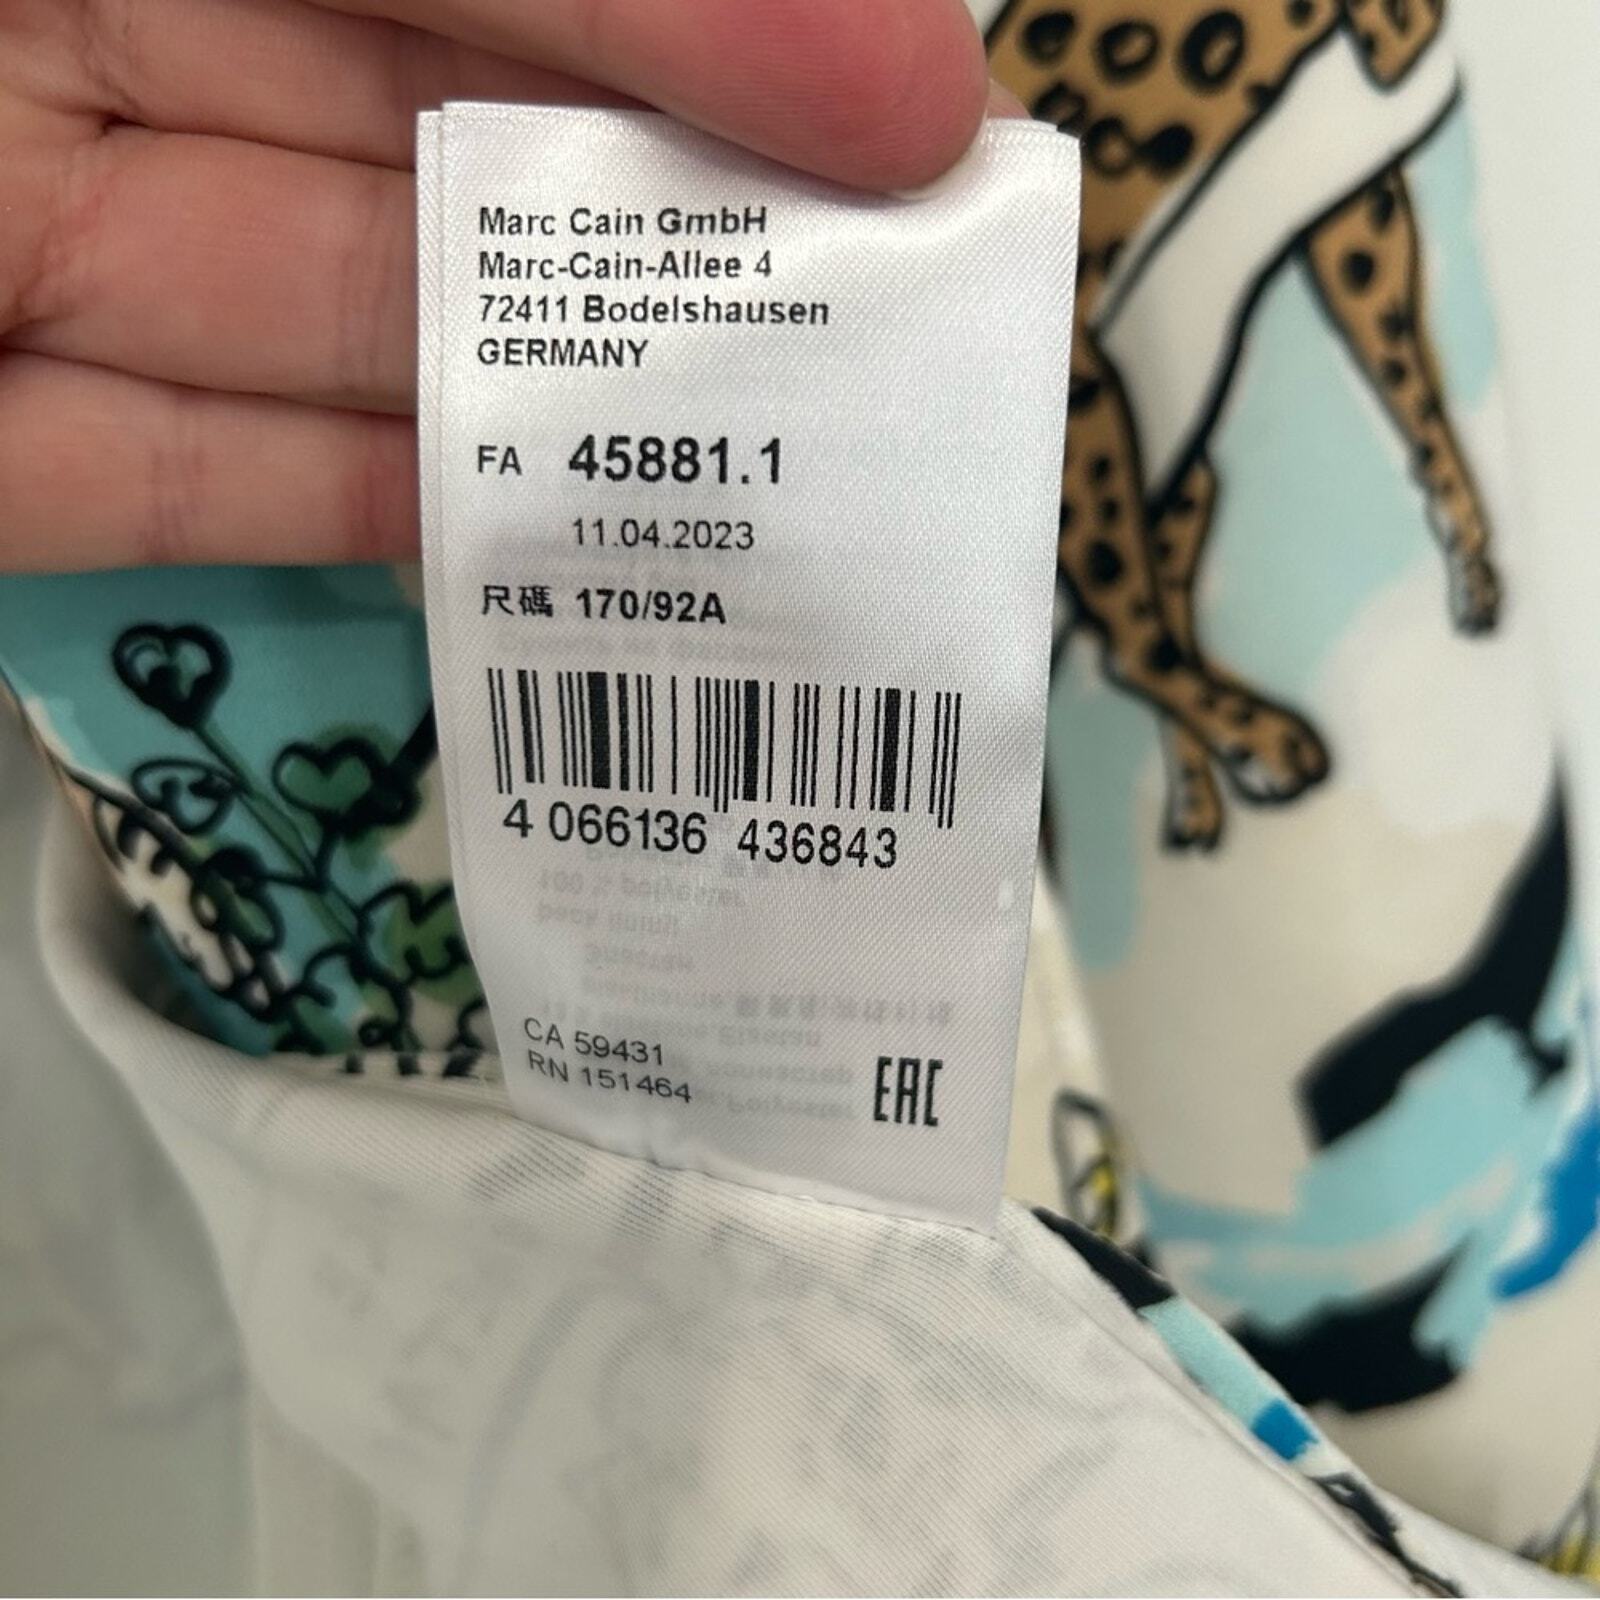 Marc Cain GmbH
Marc-Cain-Allee 4
72411 Bodelshausen
GERMANY
FA 45881.1
11.04.2023
尺碼 170/92A
4 066136 436843
CA 59431
RN 151464
EAC